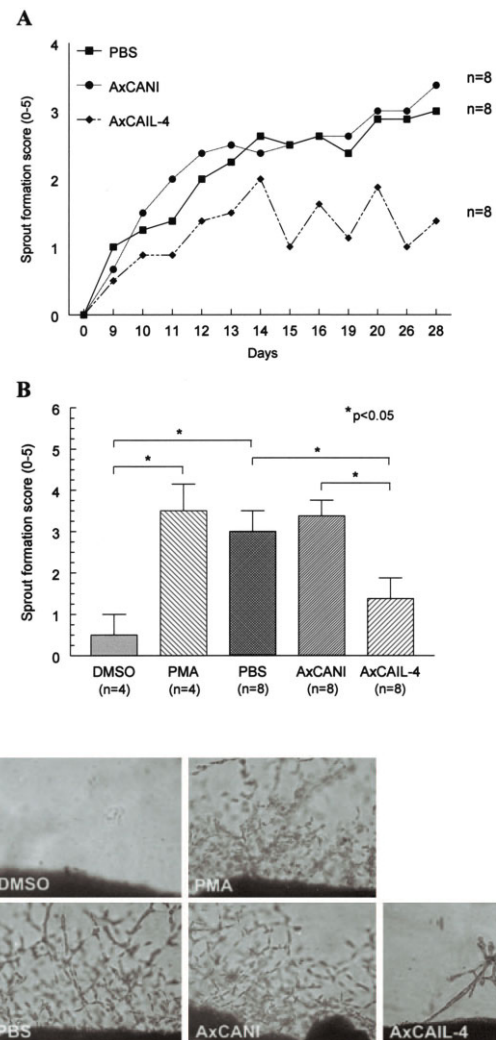 A
4
3
2
1
0
Sprout formation score (0-5)
PBS
AxCANI
AxCAIL-4
n=8
n=8
n=8
0 9 10 11 12 13 14 15 16 19 20 26 28
Days
B
6
5
4
3
2
1
0
Sprout formation score (0-5)
*p<0.05
* * * *
DMSO PMA PBS AxCANI AxCAIL-4
(n=4) (n=4) (n=8) (n=8) (n=8)
DMSO PMA
PBS AxCANI AxCAIL-4